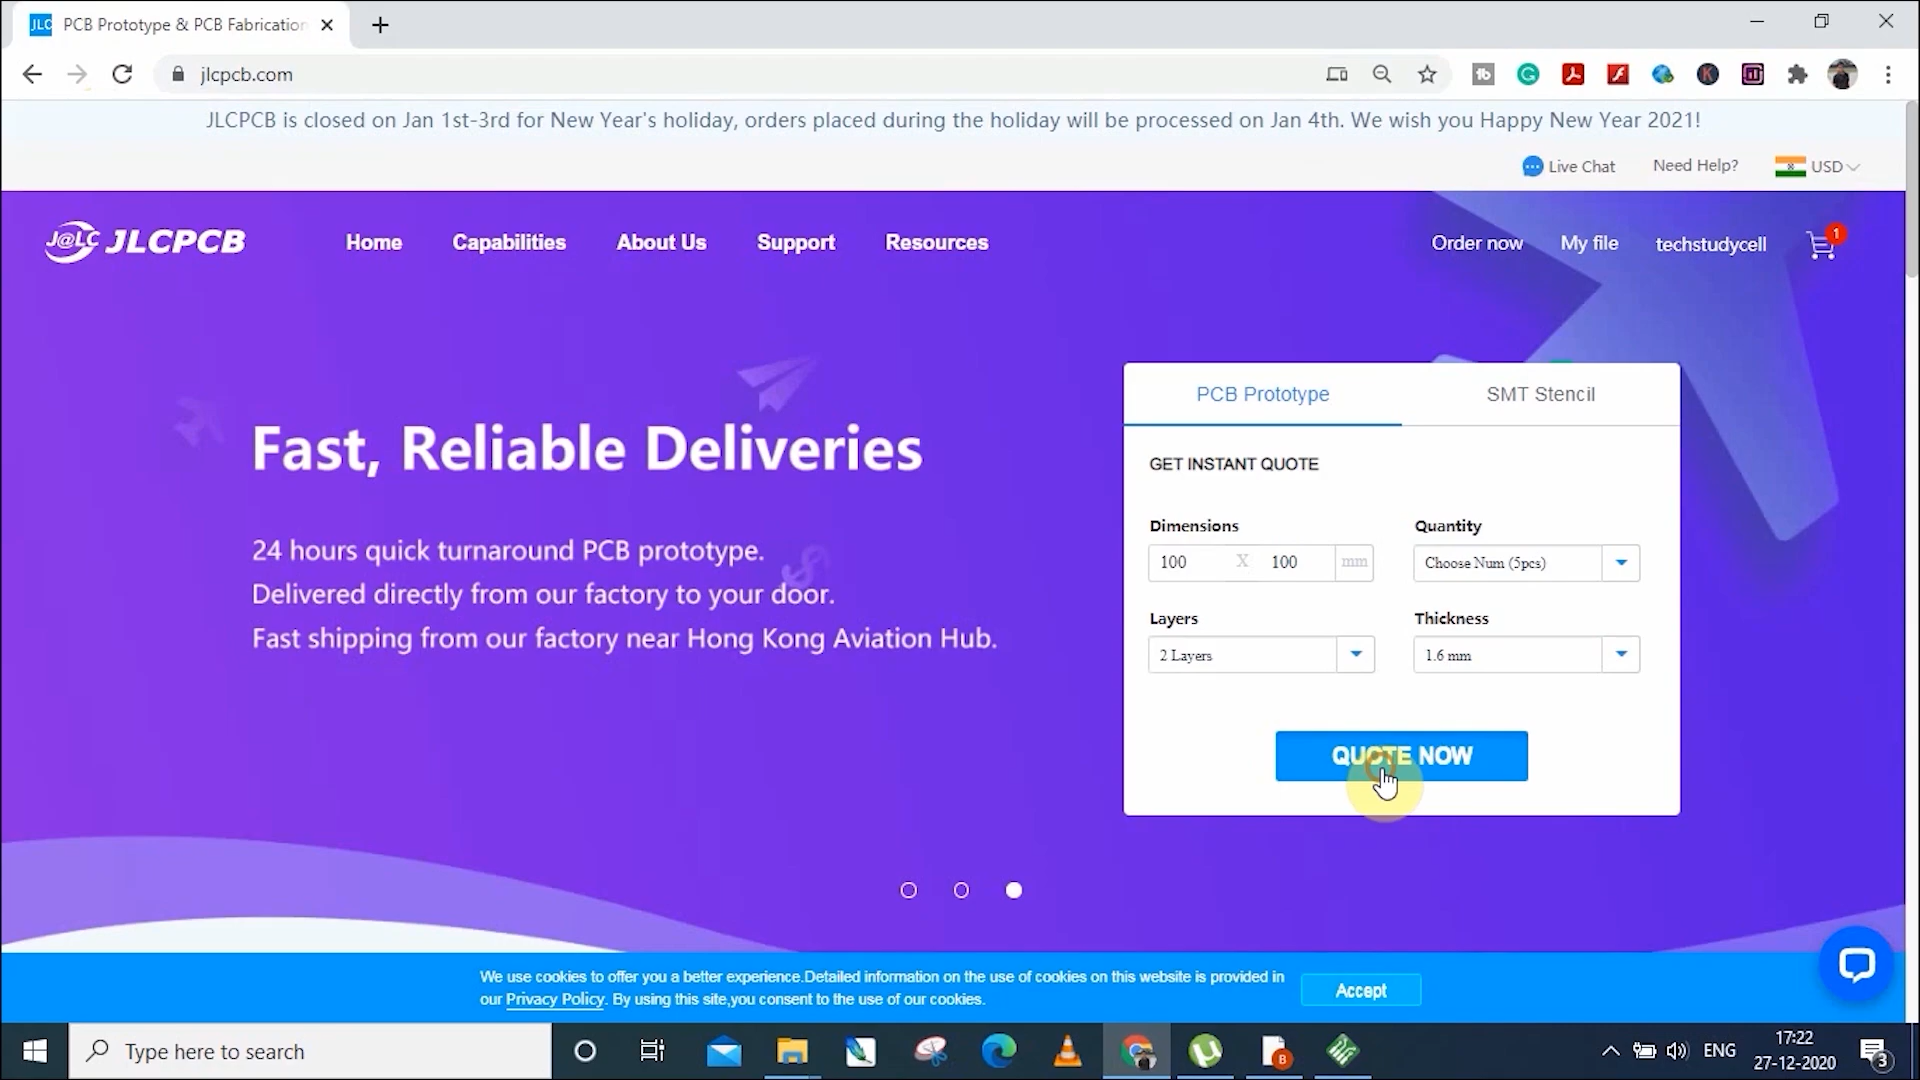 JLC PCB Prototype & PCB Fabrication
jlcpcb.com
JLCPCB is closed on Jan 1st-3rd for New Year's holiday, orders placed during the holiday will be processed on Jan 4th. We wish you Happy New Year 2021!
Live Chat Need Help? USD
J@LC JLCPCB Home Capabilities About Us Support Resources Order now My file techstudycell 1
PCB Prototype SMT Stencil
Fast, Reliable Deliveries
24 hours quick turnaround PCB prototype.
Delivered directly from our factory to your door.
Fast shipping from our factory near Hong Kong Aviation Hub.
GET INSTANT QUOTE
Dimensions Quantity
100 X 100 mm Choose Num (5pcs)
Layers Thickness
2 Layers 1.6 mm
QUOTE NOW
We use cookies to offer you a better experience.Detailed information on the use of cookies on this website is provided in
our Privacy Policy. By using this site,you consent to the use of our cookies.
Accept
Type here to search
ENG
17:22
27-12-2020
3